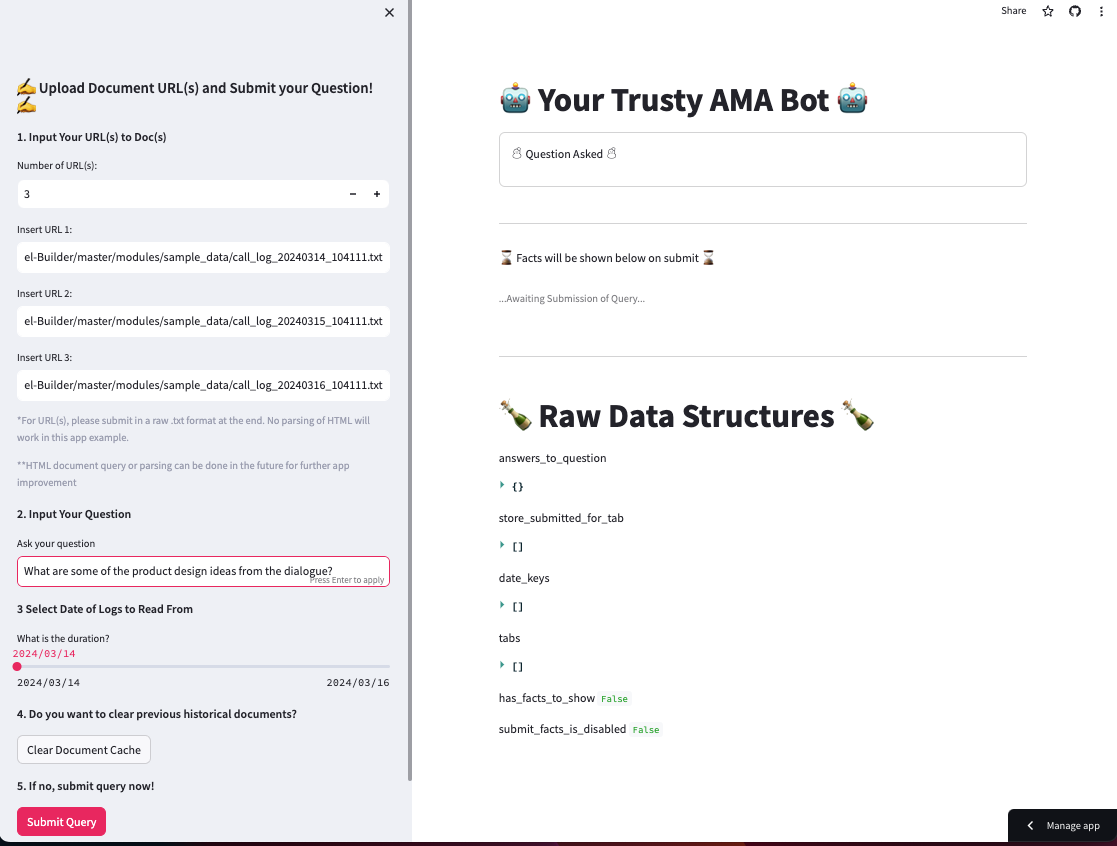 Upload Document URL(s) and Submit your Question!
1. Input Your URL(s) to Doc(s)
Number of URL(s):
3
Insert URL 1:
el-Builder/master/modules/sample_data/call_log_20240314_104111.txt
Insert URL 2:
el-Builder/master/modules/sample_data/call_log_20240315_104111.txt
Insert URL 3:
el-Builder/master/modules/sample_data/call_log_20240316_104111.txt
*For URL(s), please submit in a raw .txt format at the end. No parsing of HTML will
work in this app example.
**HTML document query or parsing can be done in the future for further app
improvement
2. Input Your Question
Ask your question
What are some of the product design ideas from the dialogue?
Press Enter to apply
3 Select Date of Logs to Read From
What is the duration?
2024/03/14
2024/03/14
2024/03/16
4. Do you want to clear previous historical documents?
Clear Document Cache
5. If no, submit query now!
Submit Query
Share
Your Trusty AMA Bot
Question Asked
Facts will be shown below on submit
...Awaiting Submission of Query...
Raw Data Structures
answers_to_question
{}
store_submitted_for_tab
[]
date_keys
[]
tabs
[]
has_facts_to_show False
submit_facts_is_disabled False
Manage app